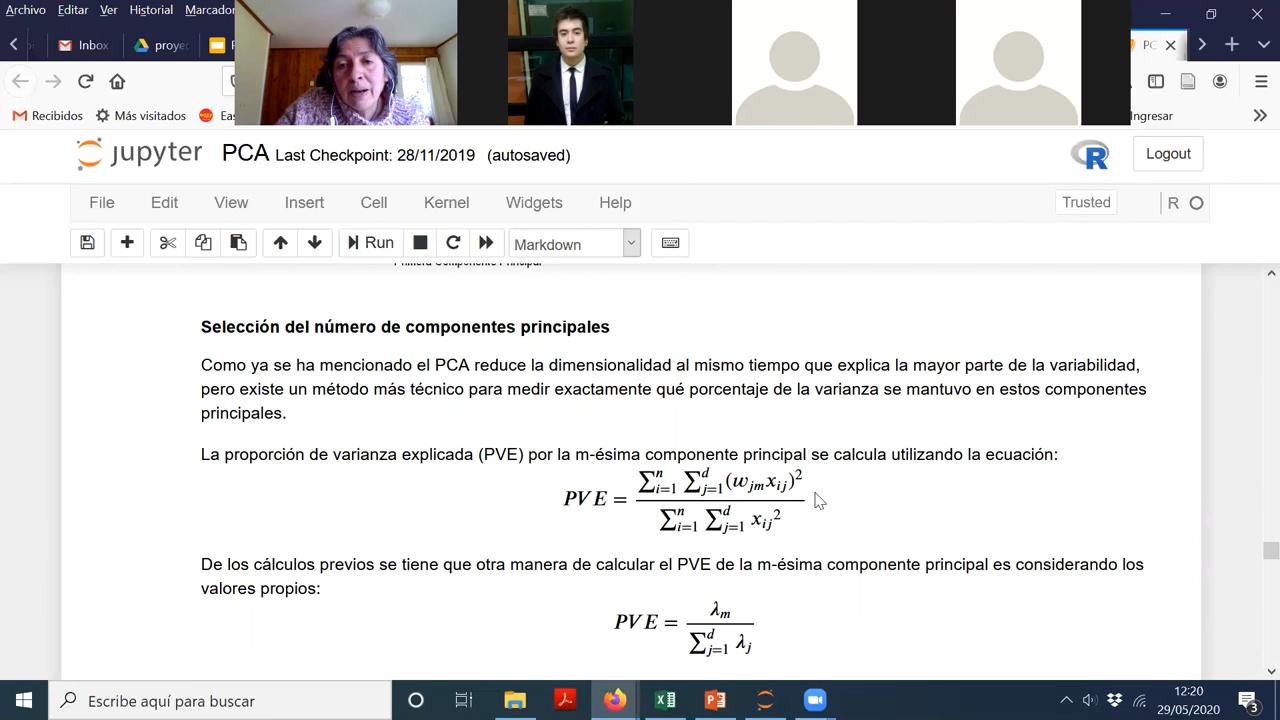 Archivo Editar Ver Historial Marcador
Inbox
proye
PC
Recibidos
Más visitados
Eas
Ingresar
jupyter PCA Last Checkpoint: 28/11/2019 (autosaved)
R
Logout
File Edit View Insert Cell Kernel Widgets Help
Trusted
R
Run
Markdown
Primera Componente Principal
Selección del número de componentes principales
Como ya se ha mencionado el PCA reduce la dimensionalidad al mismo tiempo que explica la mayor parte de la variabilidad,
pero existe un método más técnico para medir exactamente qué porcentaje de la varianza se mantuvo en estos componentes
principales.
La proporción de varianza explicada (PVE) por la m-ésima componente principal se calcula utilizando la ecuación:
PVE = ∑ⁿᵢ₌₁ ∑ᵈⱼ₌₁ (wⱼₘxᵢⱼ)² / ∑ⁿᵢ₌₁ ∑ᵈⱼ₌₁ xᵢⱼ²
De los cálculos previos se tiene que otra manera de calcular el PVE de la m-ésima componente principal es considerando los
valores propios:
PVE = λₘ / ∑ᵈⱼ₌₁ λⱼ
Escribe aquí para buscar
12:20
29/05/2020
3